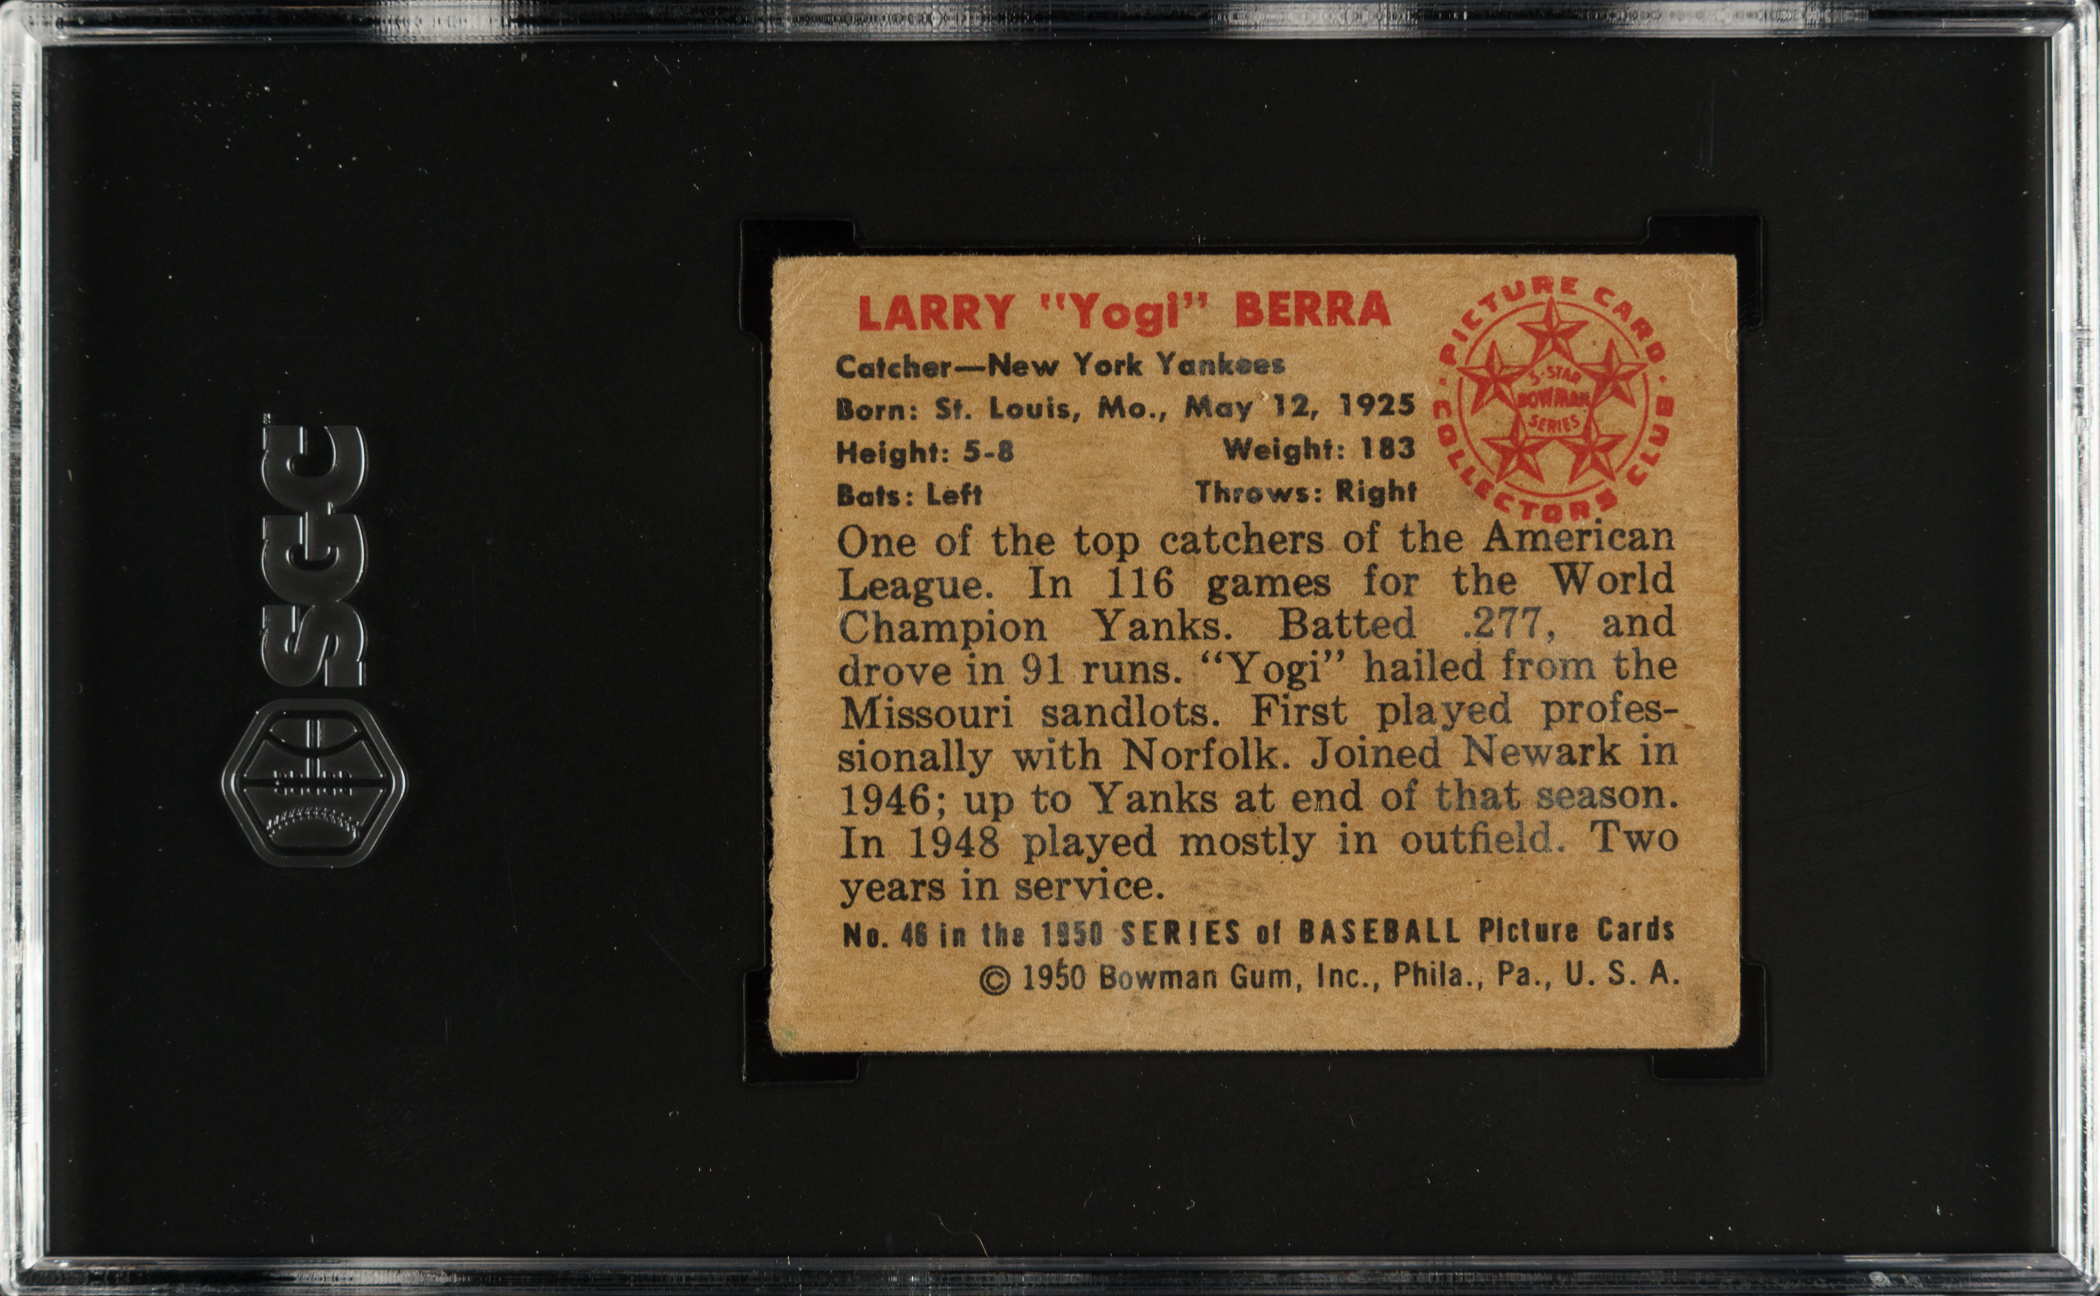 SGC
LARRY "Yogi" BERRA
Catcher—New York Yankees
Born: St. Louis, Mo., May 12, 1925
Height: 5-8 Weight: 183
Bats: Left Throws: Right
PICTURE CARD
COLLECTORS CLUB
5-STAR
BOWMAN
SERIES
One of the top catchers of the American
League. In 116 games for the World
Champion Yanks. Batted .277, and
drove in 91 runs. “Yogi” hailed from the
Missouri sandlots. First played profes-
sionally with Norfolk. Joined Newark in
1946; up to Yanks at end of that season.
In 1948 played mostly in outfield. Two
years in service.
No. 46 in the 1950 SERIES of BASEBALL Picture Cards
© 1950 Bowman Gum, Inc., Phila., Pa., U. S. A.